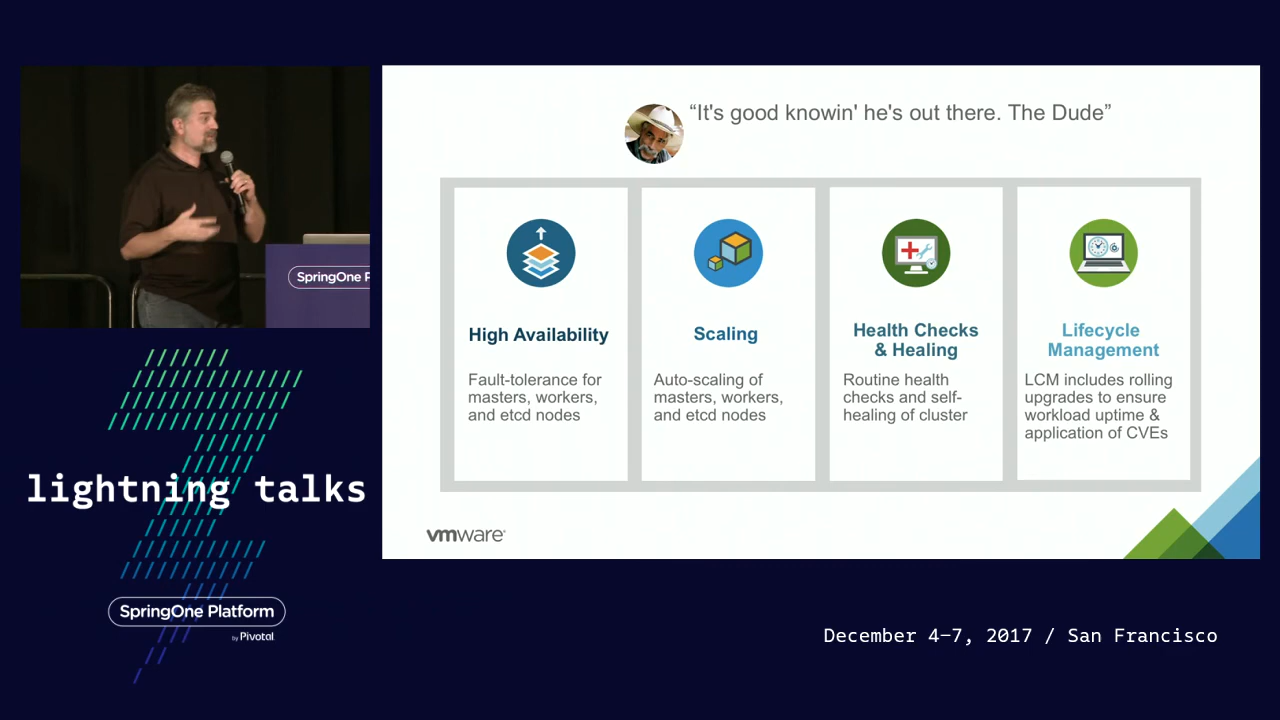 “It's good knowin' he's out there. The Dude”
High Availability
Fault-tolerance for
masters, workers,
and etcd nodes
Scaling
Auto-scaling of
masters, workers,
and etcd nodes
Health Checks
& Healing
Routine health
checks and self-
healing of cluster
Lifecycle
Management
LCM includes rolling
upgrades to ensure
workload uptime &
application of CVEs
vmware
SpringOne P
lightning talks
SpringOne Platform
by Pivotal
December 4–7, 2017 / San Francisco